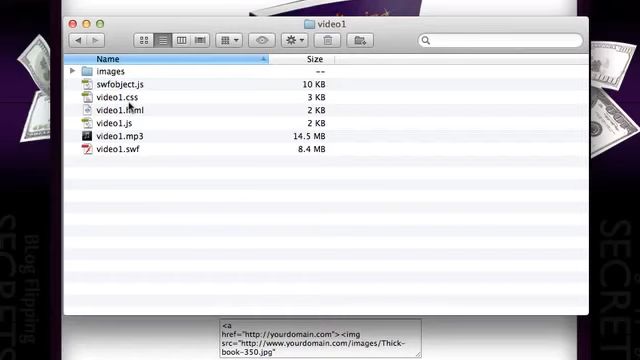 video1
Name Size
images --
swfobject.js 10 KB
video1.css 3 KB
video1.html 2 KB
video1.js 2 KB
video1.mp3 14.5 MB
video1.swf 8.4 MB
Blog Flipping
SECRETS
SECRETS
<a
href="http://yourdomain.com"><img
src="http://www.yourdomain.com/images/Thick-
book-350.jpg"